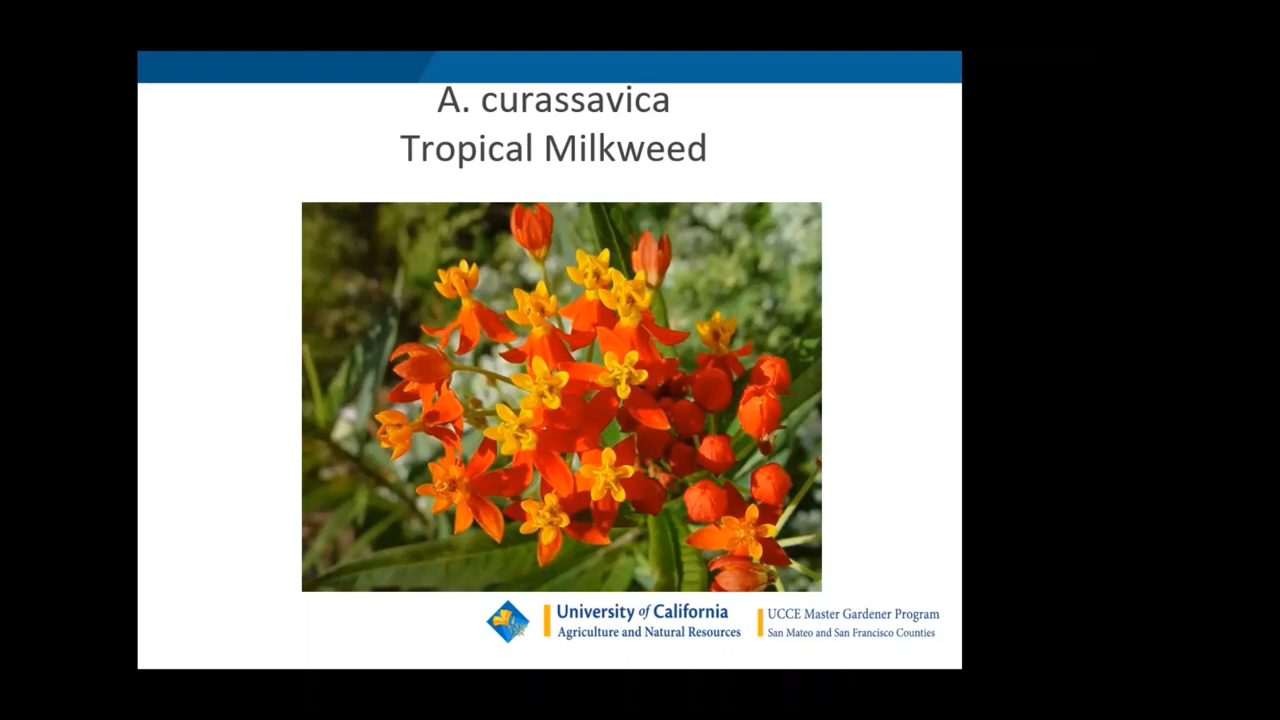 A. curassavica
Tropical Milkweed
University of California
Agriculture and Natural Resources
UCCE Master Gardener Program
San Mateo and San Francisco Counties